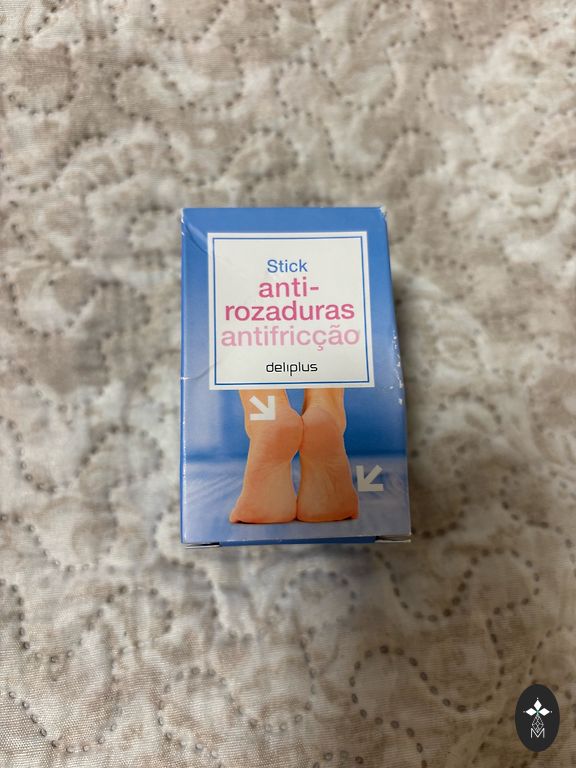 Stick
anti-
rozaduras
antifricção
deliplus
M